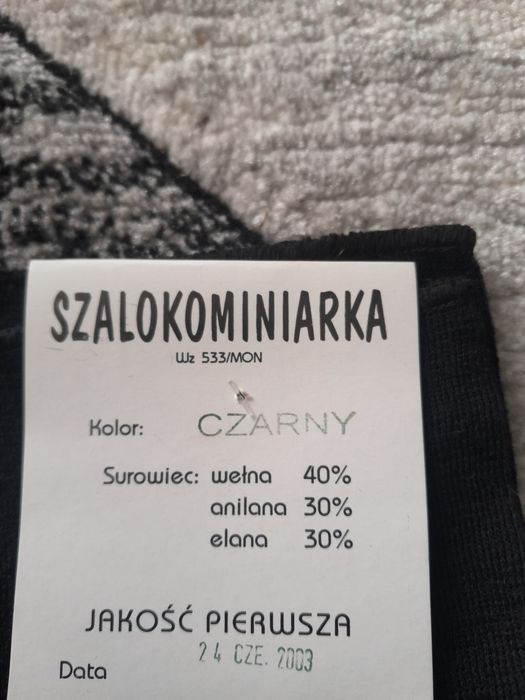 SZALOKOMINIARKA
Wz 533/MON
Kolor: CZARNY
Surowiec: wełna 40%
anilana 30%
elana 30%
JAKOŚĆ PIERWSZA
24 CZE. 2003
Data